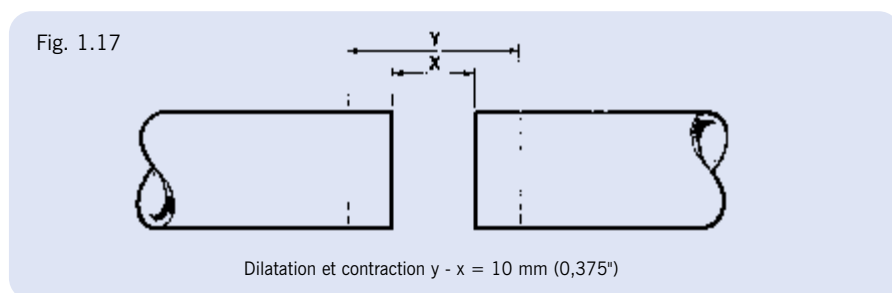 Fig. 1.17
Y
X
Dilatation et contraction y - x = 10 mm (0,375")